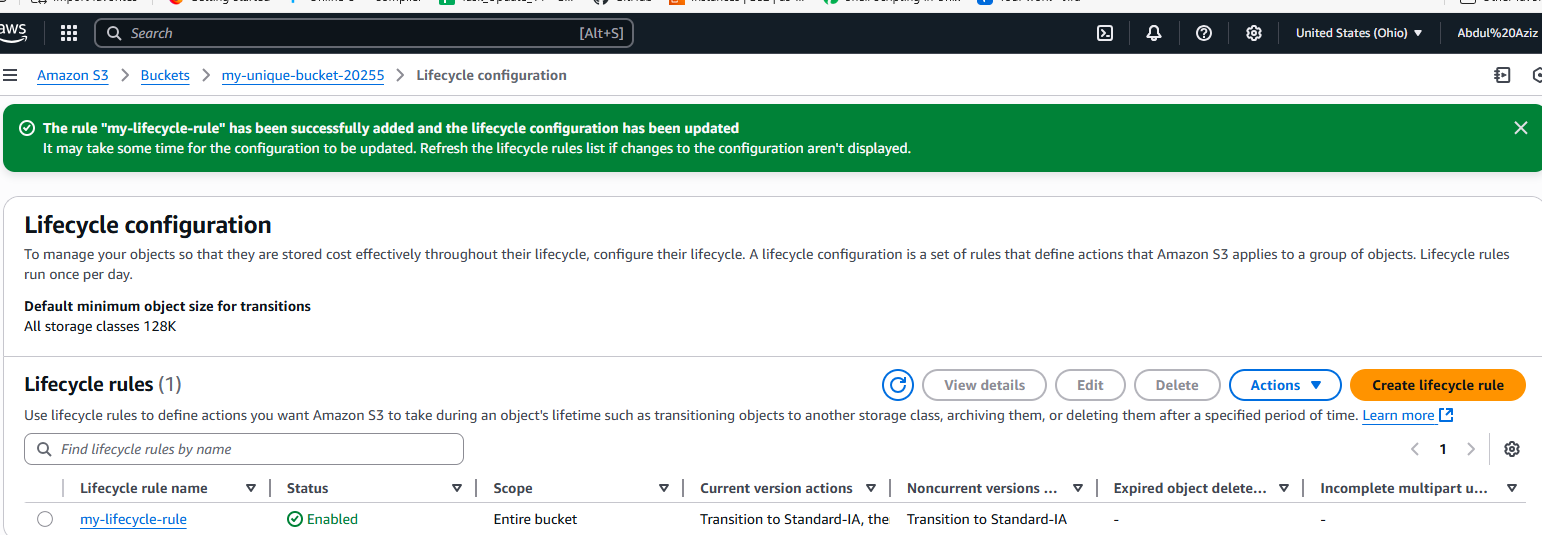 Getting started
GitHub
aws
Search
[Alt+S]
United States (Ohio)
Abdul%20Aziz
Amazon S3
Buckets
my-unique-bucket-20255
Lifecycle configuration
The rule "my-lifecycle-rule" has been successfully added and the lifecycle configuration has been updated
It may take some time for the configuration to be updated. Refresh the lifecycle rules list if changes to the configuration aren't displayed.
Lifecycle configuration
To manage your objects so that they are stored cost effectively throughout their lifecycle, configure their lifecycle. A lifecycle configuration is a set of rules that define actions that Amazon S3 applies to a group of objects. Lifecycle rules
run once per day.
Default minimum object size for transitions
All storage classes 128K
Lifecycle rules (1)
View details
Edit
Delete
Actions
Create lifecycle rule
Use lifecycle rules to define actions you want Amazon S3 to take during an object's lifetime such as transitioning objects to another storage class, archiving them, or deleting them after a specified period of time. Learn more
Find lifecycle rules by name
1
Lifecycle rule name
Status
Scope
Current version actions
Noncurrent versions ...
Expired object delete...
Incomplete multipart u...
my-lifecycle-rule
Enabled
Entire bucket
Transition to Standard-IA, the
Transition to Standard-IA
-
-